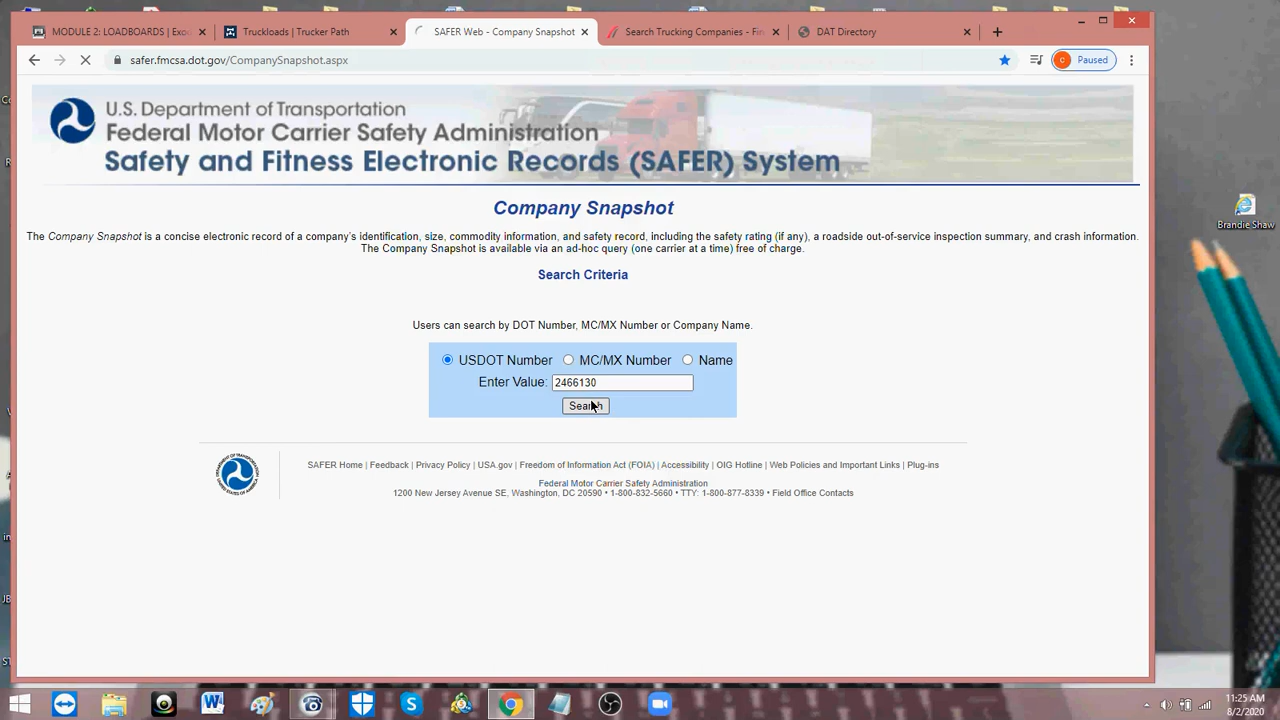 MODULE 2: LOADBOARDS | Exo
Truckloads | Trucker Path
SAFER Web - Company Snapshot
Search Trucking Companies - Fin
DAT Directory
safer.fmcsa.dot.gov/CompanySnapshot.aspx
Paused
U.S. Department of Transportation
Federal Motor Carrier Safety Administration
Safety and Fitness Electronic Records (SAFER) System
Company Snapshot
The Company Snapshot is a concise electronic record of a company's identification, size, commodity information, and safety record, including the safety rating (if any), a roadside out-of-service inspection summary, and crash information.
The Company Snapshot is available via an ad-hoc query (one carrier at a time) free of charge.
Search Criteria
Users can search by DOT Number, MC/MX Number or Company Name.
USDOT Number MC/MX Number Name
Enter Value: 2466130
Search
SAFER Home | Feedback | Privacy Policy | USA.gov | Freedom of Information Act (FOIA) | Accessibility | OIG Hotline | Web Policies and Important Links | Plug-ins
Federal Motor Carrier Safety Administration
1200 New Jersey Avenue SE, Washington, DC 20590 • 1-800-832-5660 • TTY: 1-800-877-8339 • Field Office Contacts
Brandie Shaw
11:25 AM
8/2/2020